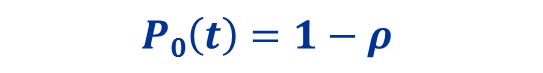 P₀(t) = 1 − ρ